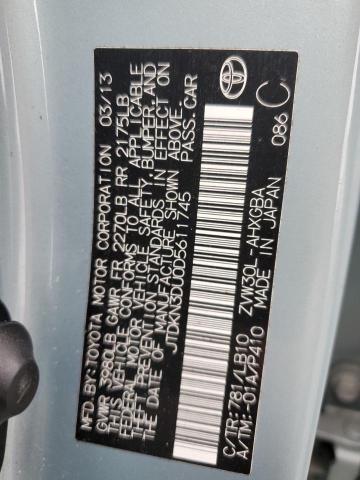 MFD.BY:TOYOTA MOTOR CORPORATION 03/13
GVWR 3980LB GAWR FR 2270LB RR 2175LB
THIS VEHICLE CONFORMS TO ALL APPLICABLE
FEDERAL MOTOR VEHICLE SAFETY, BUMPER, AND
THEFT PREVENTION STANDARDS IN EFFECT ON
THE DATE OF MANUFACTURE SHOWN ABOVE.
JTDKN3DU0D5611745 PASS. CAR
C/TR:781/LB10 ZVW30L-AHXGBA
A/TM:-01A/P410 MADE IN JAPAN 086 C
TOYOTA